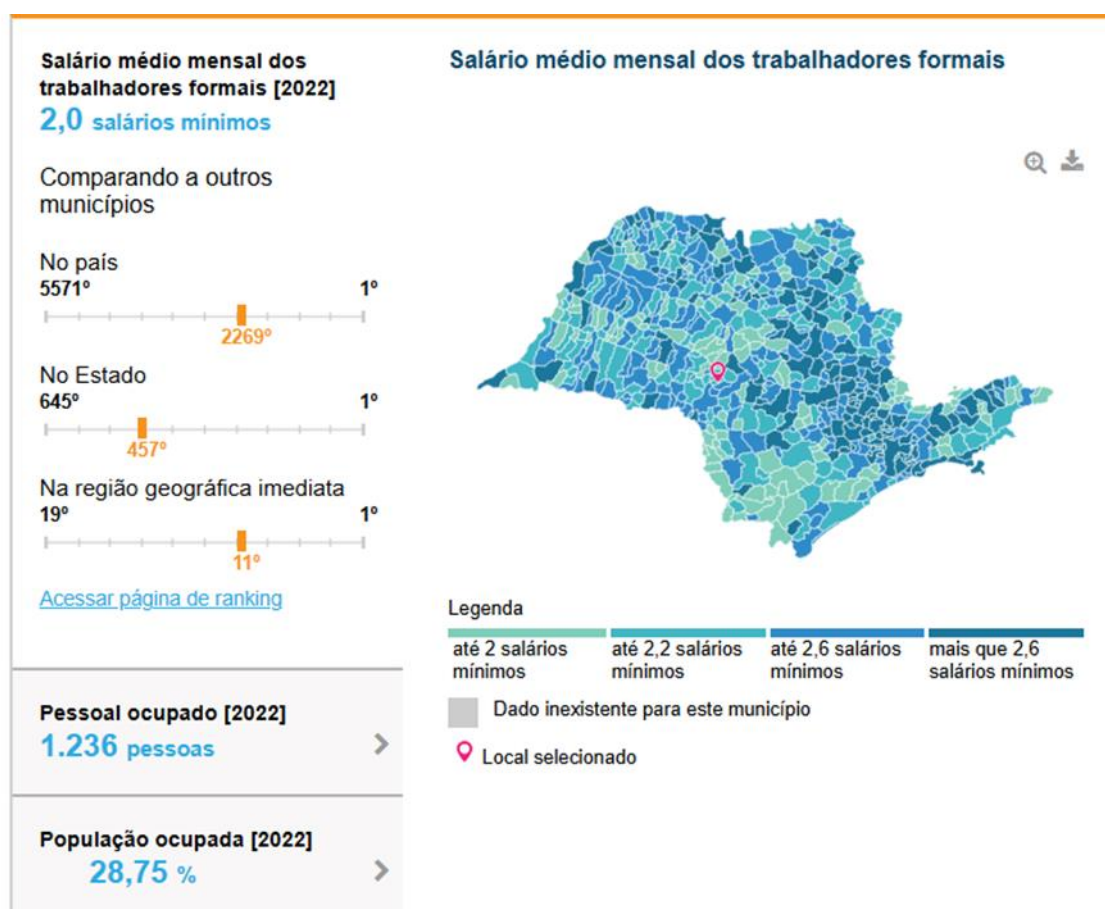 Salário médio mensal dos
trabalhadores formais [2022]
2,0 salários mínimos
Comparando a outros
municípios
No país
5571º
1º
2269º
No Estado
645º
1º
457º
Na região geográfica imediata
19º
1º
11º
Acessar página de ranking
Pessoal ocupado [2022]
1.236 pessoas
População ocupada [2022]
28,75 %
Salário médio mensal dos trabalhadores formais
Legenda
até 2 salários
mínimos
até 2,2 salários
mínimos
até 2,6 salários
mínimos
mais que 2,6
salários mínimos
Dado inexistente para este município
Local selecionado